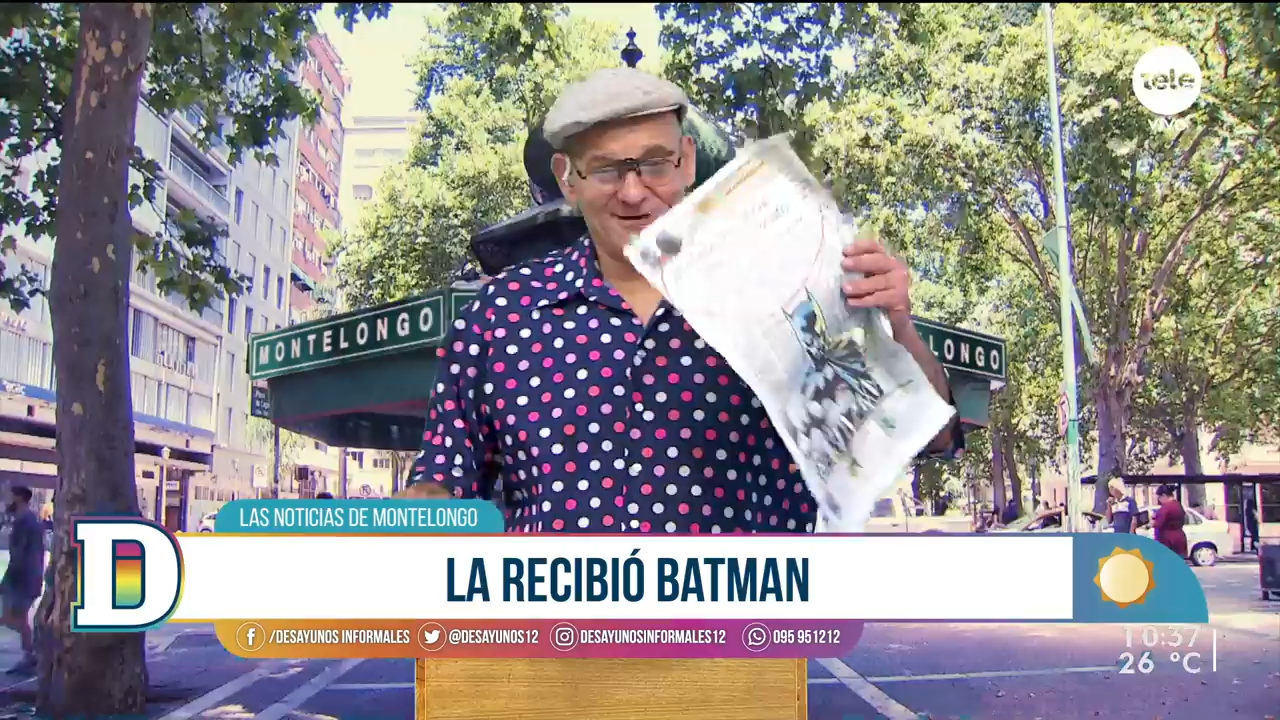 tele
MONTELONGO
LONGO
LAS NOTICIAS DE MONTELONGO
D
LA RECIBIÓ BATMAN
/DESAYUNOS INFORMALES @DESAYUNOS12 DESAYUNOSINFORMALES12 095 951212
10:37
26 °C